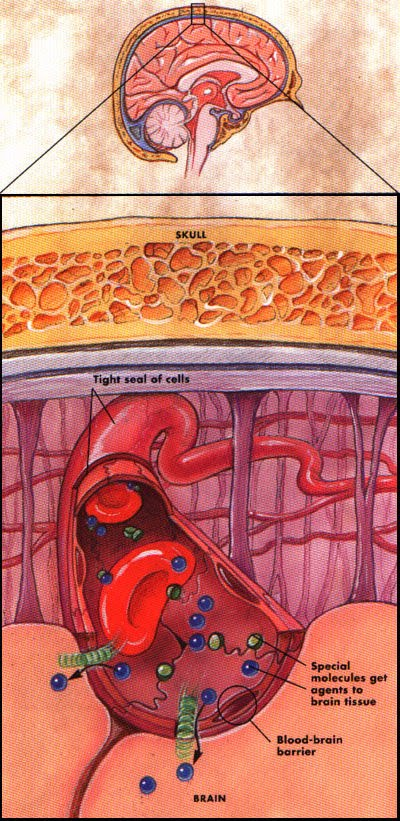 SKULL
Tight seal of cells
Special
molecules get
agents to
brain tissue
Blood-brain
barrier
BRAIN